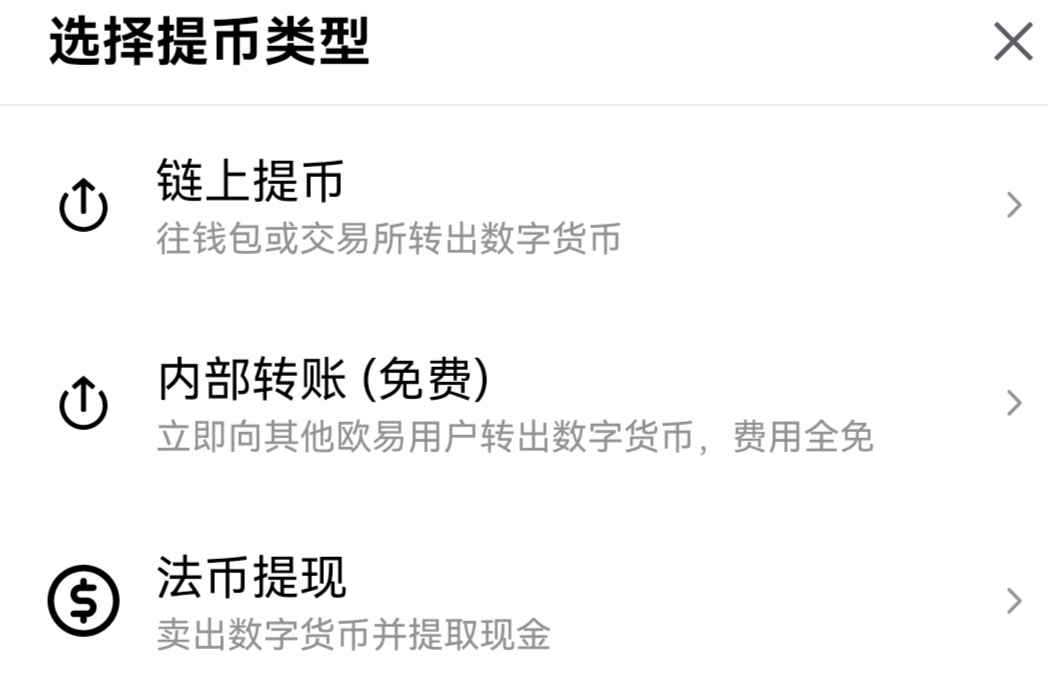 选择提币类型
链上提币
往钱包或交易所转出数字货币
内部转账 (免费)
立即向其他欧易用户转出数字货币，费用全免
法币提现
卖出数字货币并提取现金